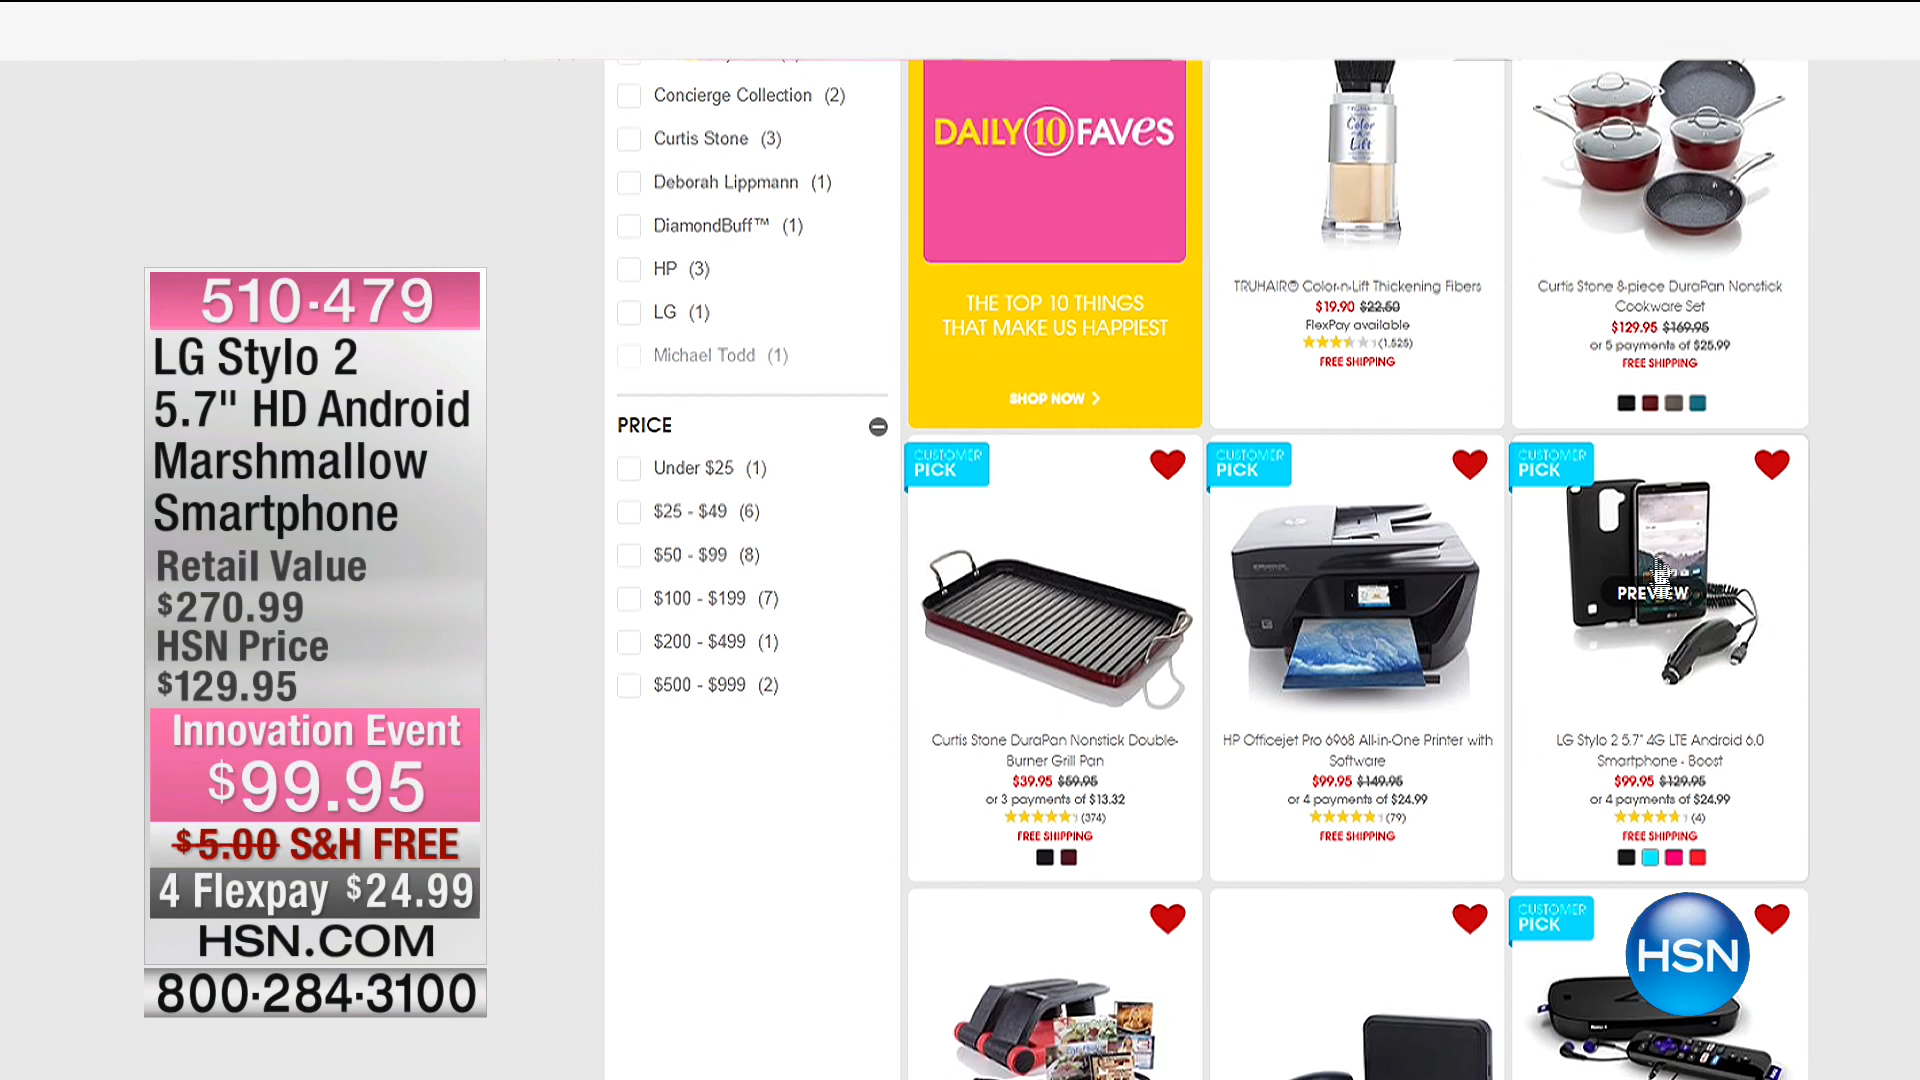 510·479
LG Stylo 2
5.7" HD Android
Marshmallow
Smartphone
Retail Value
$270.99
HSN Price
$129.95
Innovation Event
$99.95
$5.00 S&H FREE
4 Flexpay $24.99
HSN.COM
800·284·3100
Concierge Collection (2)
Curtis Stone (3)
Deborah Lippmann (1)
DiamondBuff™ (1)
HP (3)
LG (1)
Michael Todd (1)
PRICE
Under $25 (1)
$25 - $49 (6)
$50 - $99 (8)
$100 - $199 (7)
$200 - $499 (1)
$500 - $999 (2)
DAILY 10 FAVES
THE TOP 10 THINGS
THAT MAKE US HAPPIEST
SHOP NOW
Color
Lift
TRUHAIR® Color-n-Lift Thickening Fibers
$19.90 $22.50
FlexPay available
(1,525)
FREE SHIPPING
Curtis Stone 8-piece DuraPan Nonstick
Cookware Set
$129.95 $169.95
or 5 payments of $25.99
FREE SHIPPING
CUSTOMER
PICK
Curtis Stone DuraPan Nonstick Double-
Burner Grill Pan
$39.95 $59.95
or 3 payments of $13.32
(374)
FREE SHIPPING
CUSTOMER
PICK
HP Officejet Pro 6968 All-in-One Printer with
Software
$99.95 $149.95
or 4 payments of $24.99
(79)
FREE SHIPPING
CUSTOMER
PICK
PREVIEW
LG Stylo 2 5.7" 4G LTE Android 6.0
Smartphone - Boost
$99.95 $129.95
or 4 payments of $24.99
(4)
FREE SHIPPING
CUSTOMER
PICK
HSN
Roku